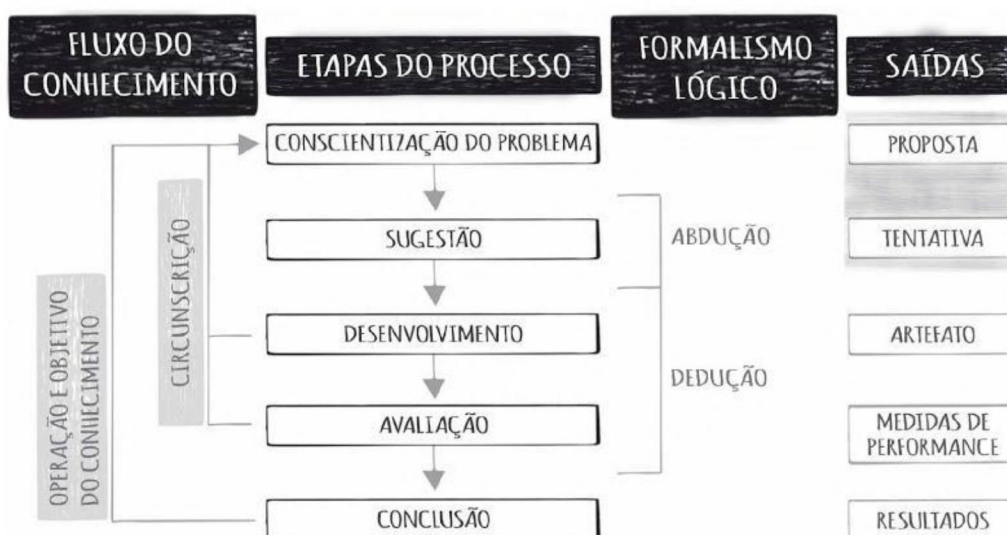 FLUXO DO
CONHECIMENTO
ETAPAS DO PROCESSO
FORMALISMO
LÓGICO
SAÍDAS
CONSCIENTIZAÇÃO DO PROBLEMA
PROPOSTA
SUGESTÃO
ABDUÇÃO
TENTATIVA
CIRCUNSCRIÇÃO
OPERAÇÃO E OBJETIVO
DO CONHECIMENTO
DESENVOLVIMENTO
ARTEFATO
DEDUÇÃO
AVALIAÇÃO
MEDIDAS DE
PERFORMANCE
CONCLUSÃO
RESULTADOS